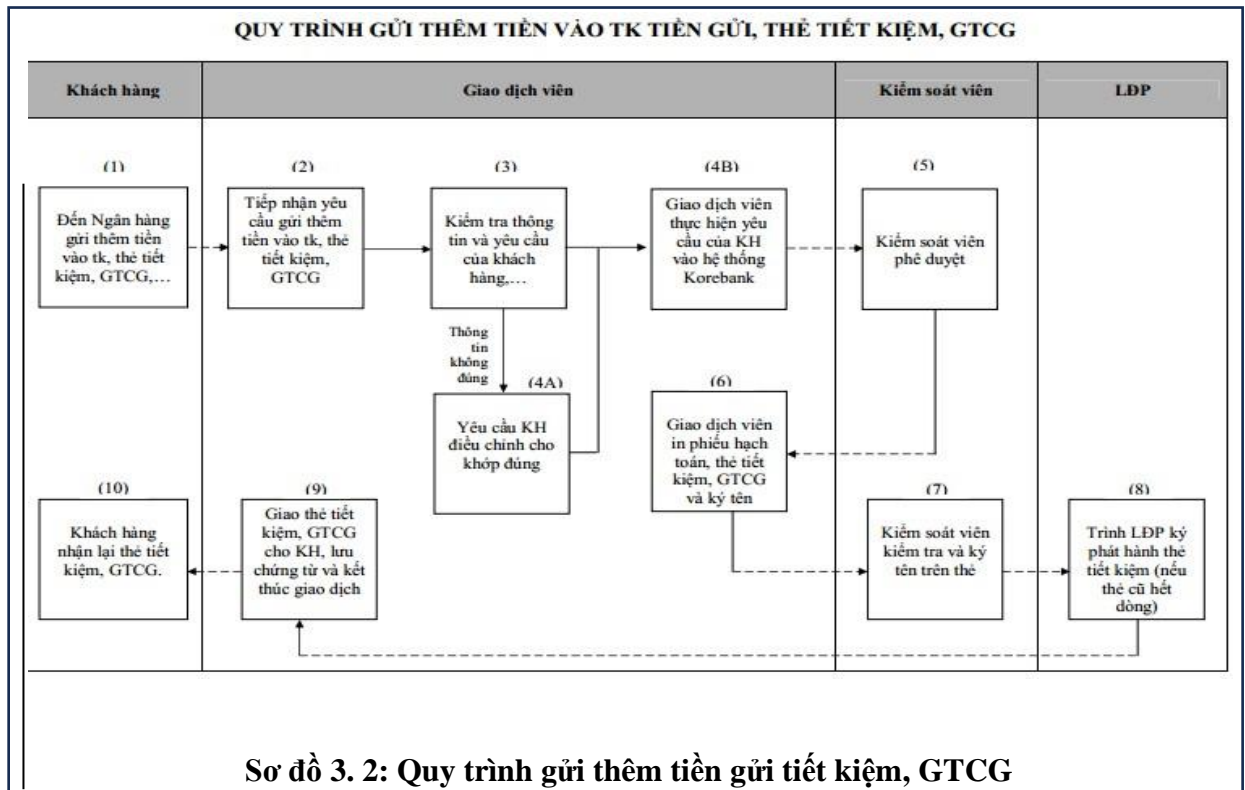 QUY TRÌNH GỬI THÊM TIỀN VÀO TK TIỀN GỬI, THẺ TIẾT KIỆM, GTCG
Khách hàng
Giao dịch viên
Kiểm soát viên
LĐP
(1)
Đến Ngân hàng
gửi thêm tiền
vào tk, thẻ tiết
kiệm, GTCG,…
(2)
Tiếp nhận yêu
cầu gửi thêm
tiền vào tk, thẻ
tiết kiệm,
GTCG
(3)
Kiểm tra thông
tin và yêu cầu
của khách
hàng,…
(4B)
Giao dịch viên
thực hiện yêu
cầu của KH
vào hệ thống
Korebank
(5)
Kiểm soát viên
phê duyệt
Thông
tin
không
đúng
(4A)
Yêu cầu KH
điều chỉnh cho
khớp đúng
(6)
Giao dịch viên
in phiếu hạch
toán, thẻ tiết
kiệm, GTCG
và ký tên
(7)
Kiểm soát viên
kiểm tra và ký
tên trên thẻ
(8)
Trình LĐP ký
phát hành thẻ
tiết kiệm (nếu
thẻ cũ hết
dòng)
(9)
Giao thẻ tiết
kiệm, GTCG
cho KH, lưu
chứng từ và kết
thúc giao dịch
(10)
Khách hàng
nhận lại thẻ tiết
kiệm, GTCG.
Sơ đồ 3. 2: Quy trình gửi thêm tiền gửi tiết kiệm, GTCG